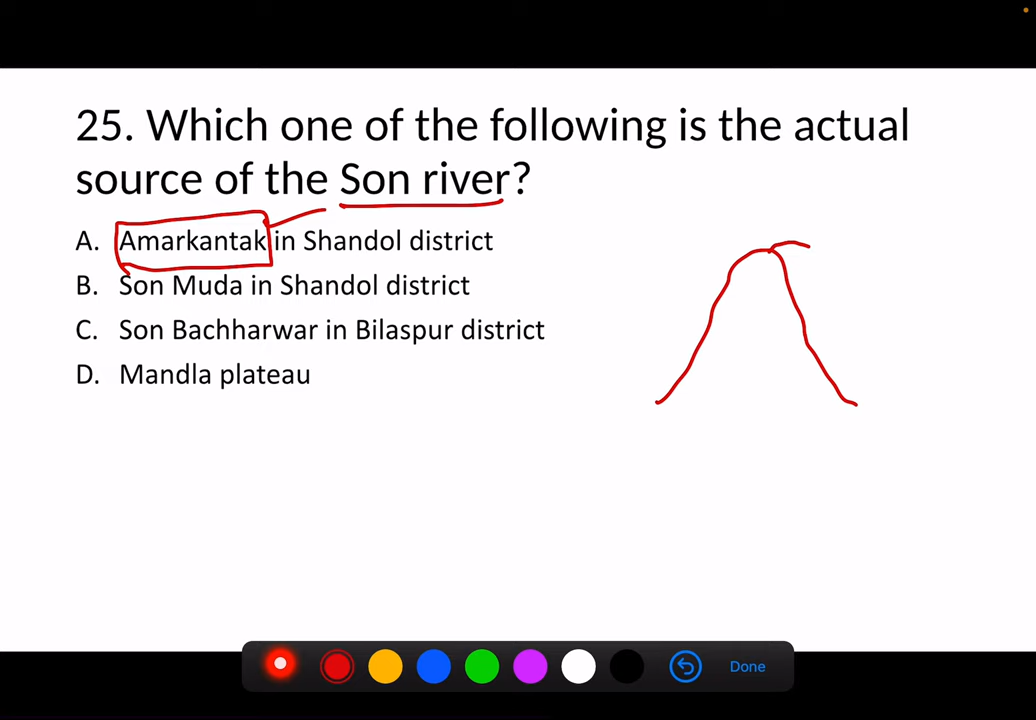 25. Which one of the following is the actual
source of the Son river?
A. Amarkantak in Shandol district
B. Son Muda in Shandol district
C. Son Bachharwar in Bilaspur district
D. Mandla plateau
Done